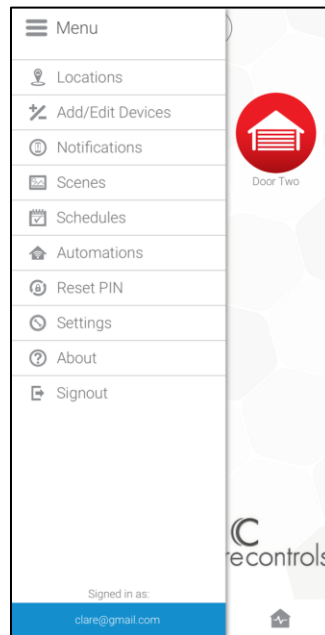 Menu
Locations
Add/Edit Devices
Notifications
Scenes
Schedules
Automations
Reset PIN
Settings
About
Signout
Door Two
recontrols
Signed in as:
clare@gmail.com